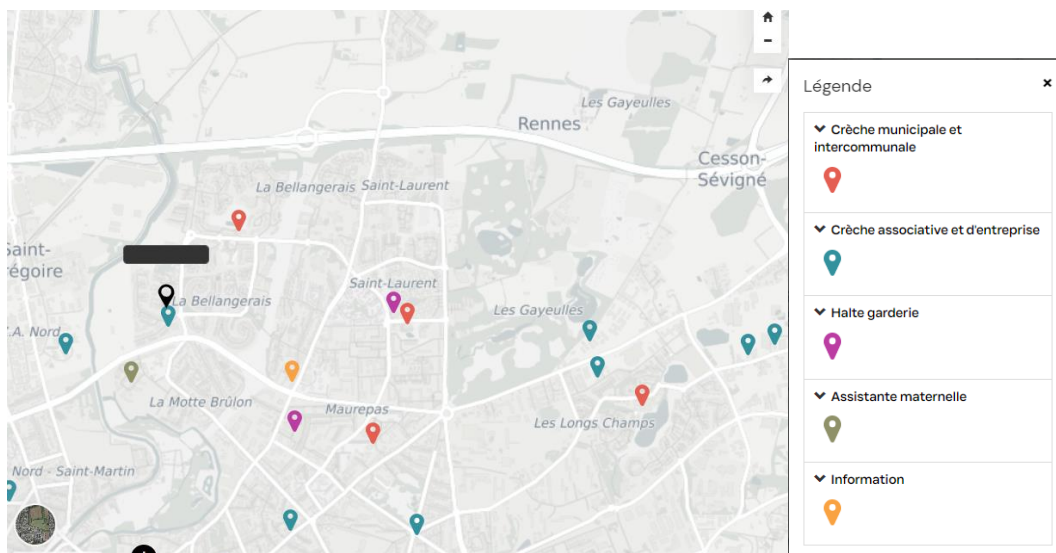 Les Gayeulles
Rennes
Cesson-
Sévigné
La Bellangerais
Saint-Laurent
Saint-
régoire
Saint-Laurent
La Bellangerais
Les Gayeulles
Z.A. Nord
La Motte Brûlon
Maurepas
Les Longs Champs
Nord - Saint-Martin
Légende
Crèche municipale et
intercommunale
Crèche associative et d'entreprise
Halte garderie
Assistante maternelle
Information